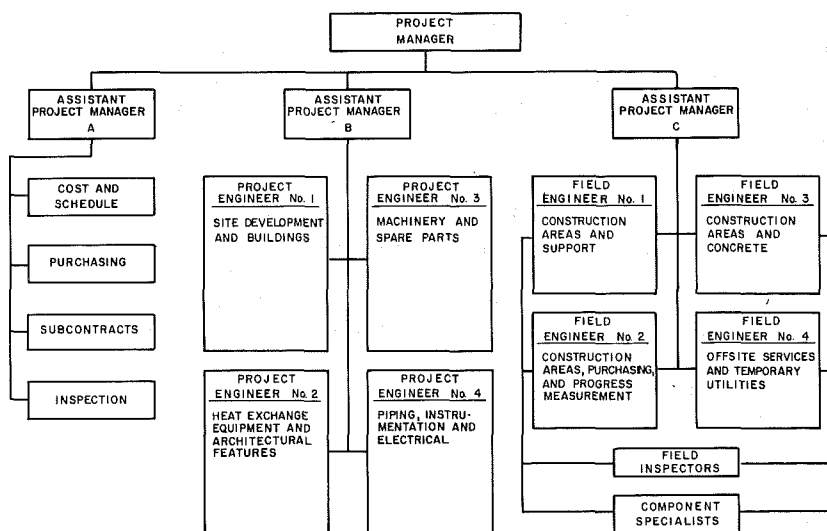 PROJECT
MANAGER
ASSISTANT
PROJECT MANAGER
A
ASSISTANT
PROJECT MANAGER
B
ASSISTANT
PROJECT MANAGER
C
COST AND
SCHEDULE
PURCHASING
SUBCONTRACTS
INSPECTION
PROJECT
ENGINEER No. 1
SITE DEVELOPMENT
AND BUILDINGS
PROJECT
ENGINEER No. 3
MACHINERY AND
SPARE PARTS
PROJECT
ENGINEER No. 2
HEAT EXCHANGE
EQUIPMENT AND
ARCHITECTURAL
FEATURES
PROJECT
ENGINEER No. 4
PIPING, INSTRU-
MENTATION AND
ELECTRICAL
FIELD
ENGINEER No. 1
CONSTRUCTION
AREAS AND
SUPPORT
FIELD
ENGINEER No. 3
CONSTRUCTION
AREAS AND
CONCRETE
FIELD
ENGINEER No. 2
CONSTRUCTION
AREAS, PURCHASING,
AND PROGRESS
MEASUREMENT
FIELD
ENGINEER No. 4
OFFSITE SERVICES
AND TEMPORARY
UTILITIES
FIELD
INSPECTORS
COMPONENT
SPECIALISTS